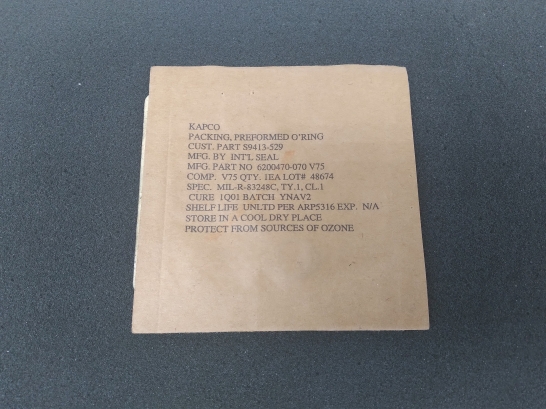 KAPCO
PACKING, PREFORMED O'RING
CUST. PART S9413-529
MFG. BY INT'L SEAL
MFG. PART NO 6200470-070 V75
COMP. V75 QTY. 1EA LOT# 48674
SPEC. MIL-R-83248C, TY.1, CL.1
CURE 1Q01 BATCH YNAV2
SHELF LIFE UNLTD PER ARP5316 EXP. N/A
STORE IN A COOL DRY PLACE
PROTECT FROM SOURCES OF OZONE